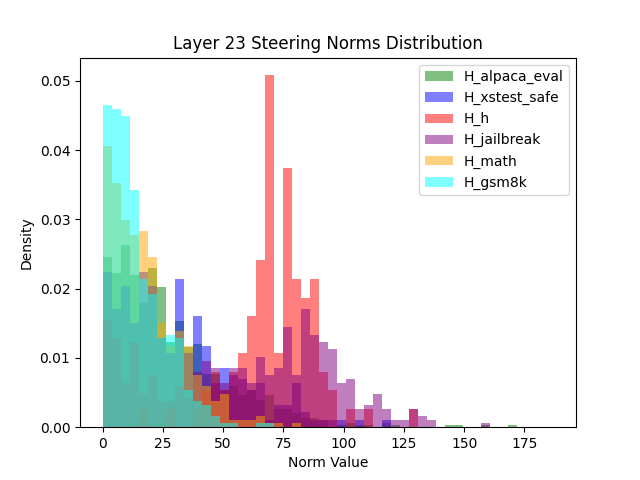 Layer 23 Steering Norms Distribution
H_alpaca_eval
H_xstest_safe
H_h
H_jailbreak
H_math
H_gsm8k
Density
0.05
0.04
0.03
0.02
0.01
0.00
0
25
50
75
100
125
150
175
Norm Value